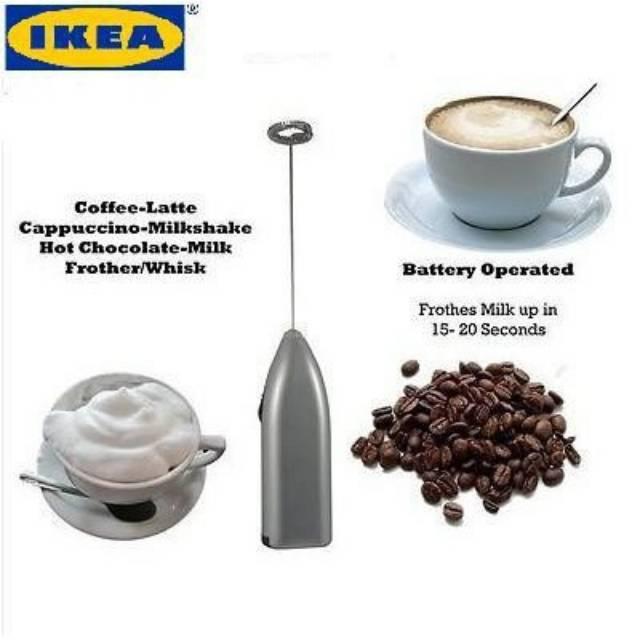 IKEA®
Coffee-Latte
Cappuccino-Milkshake
Hot Chocolate-Milk
Frother/Whisk
Battery Operated
Frothes Milk up in
15- 20 Seconds